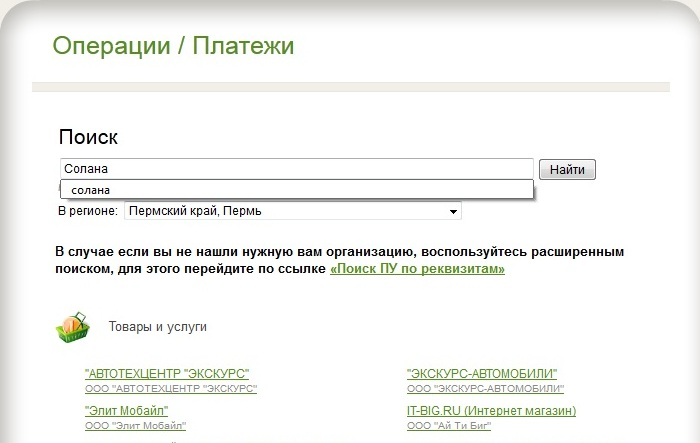 Операции / Платежи
Поиск
Солана
Найти
солана
В регионе: Пермский край, Пермь
В случае если вы не нашли нужную вам организацию, воспользуйтесь расширенным
поиском, для этого перейдите по ссылке «Поиск ПУ по реквизитам»
Товары и услуги
"АВТОТЕХЦЕНТР "ЭКСКУРС"
ООО "АВТОТЕХЦЕНТР "ЭКСКУРС"
"ЭКСКУРС-АВТОМОБИЛИ"
ООО "ЭКСКУРС-АВТОМОБИЛИ"
"Элит Мобайл"
ООО "Элит Мобайл"
IT-BIG.RU (Интернет магазин)
ООО "Ай Ти Биг"